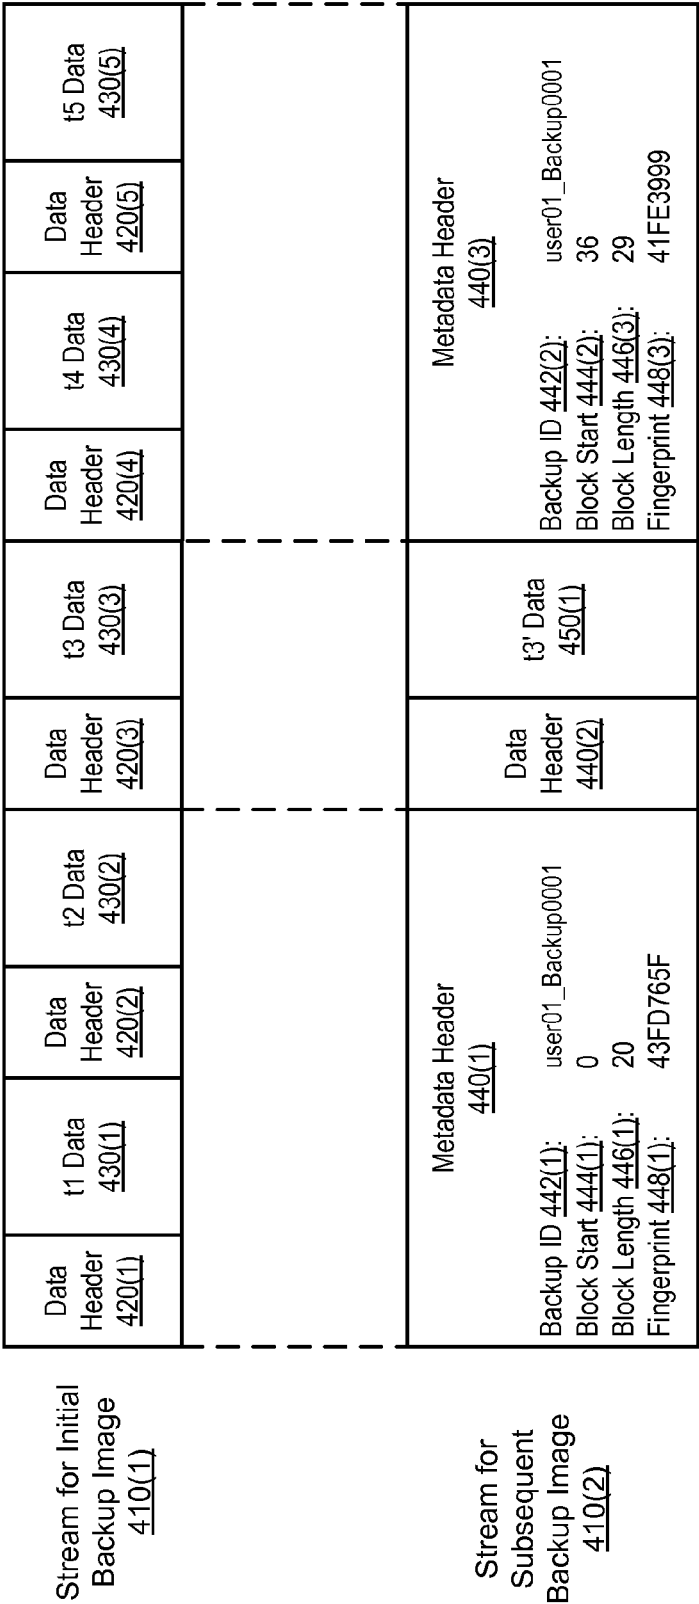 Stream for Initial
Backup Image
410(1)
Data
Header
420(1)
t1 Data
430(1)
Data
Header
420(2)
t2 Data
430(2)
Data
Header
420(3)
t3 Data
430(3)
Data
Header
420(4)
t4 Data
430(4)
Data
Header
420(5)
t5 Data
430(5)
Stream for
Subsequent
Backup Image
410(2)
Metadata Header
440(1)
Backup ID 442(1): user01_Backup0001
Block Start 444(1): 0
Block Length 446(1): 20
Fingerprint 448(1): 43FD765F
Data
Header
440(2)
t3' Data
450(1)
Metadata Header
440(3)
Backup ID 442(2): user01_Backup0001
Block Start 444(2): 36
Block Length 446(3): 29
Fingerprint 448(3): 41FE3999